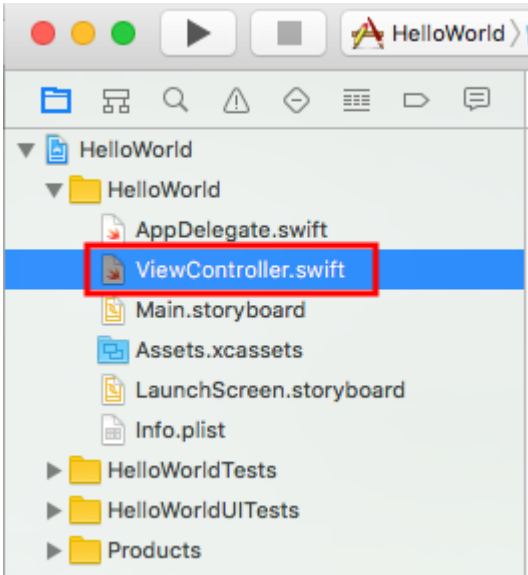 HelloWorld
HelloWorld
HelloWorld
AppDelegate.swift
ViewController.swift
Main.storyboard
Assets.xcassets
LaunchScreen.storyboard
Info.plist
HelloWorldTests
HelloWorldUITests
Products